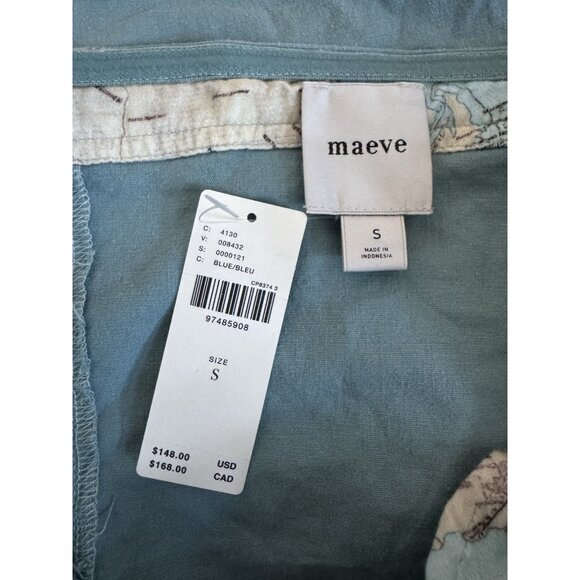 maeve
S
MADE IN
INDONESIA
C: 4130
V: 008432
S: 0000121
C: BLUE/BLEU
CP8374 3
97485908
SIZE
S
$148.00 USD
$168.00 CAD